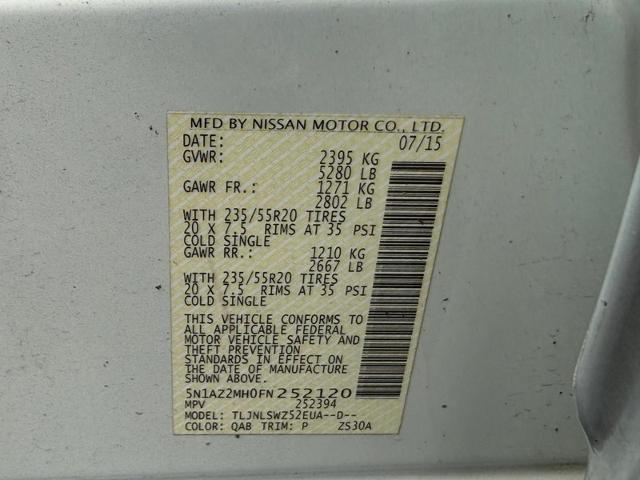 MFD BY NISSAN MOTOR CO., LTD.
DATE: 07/15
GVWR: 2395 KG
5280 LB
GAWR FR.: 1271 KG
2802 LB
WITH 235/55R20 TIRES
20 X 7.5 RIMS AT 35 PSI
COLD SINGLE
GAWR RR.: 1210 KG
2667 LB
WITH 235/55R20 TIRES
20 X 7.5 RIMS AT 35 PSI
COLD SINGLE
THIS VEHICLE CONFORMS TO
ALL APPLICABLE FEDERAL
MOTOR VEHICLE SAFETY AND
THEFT PREVENTION
STANDARDS IN EFFECT ON
THE DATE OF MANUFACTURE
SHOWN ABOVE.
5N1AZ2MH0FN252120
MPV 252394
MODEL: TLJNLSWZ52EUA--D--
COLOR: QAB TRIM: P ZS30A